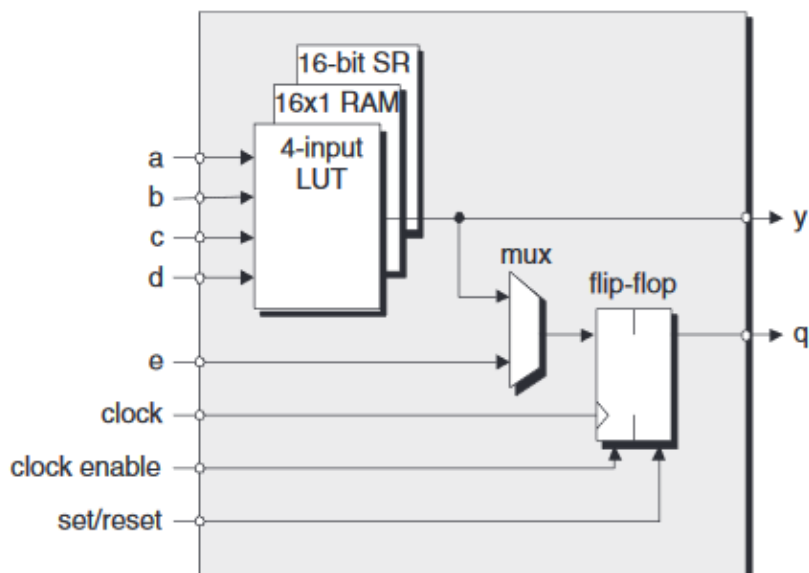 16-bit SR
16x1 RAM
4-input
LUT
a
b
c
d
y
mux
flip-flop
e
q
clock
clock enable
set/reset